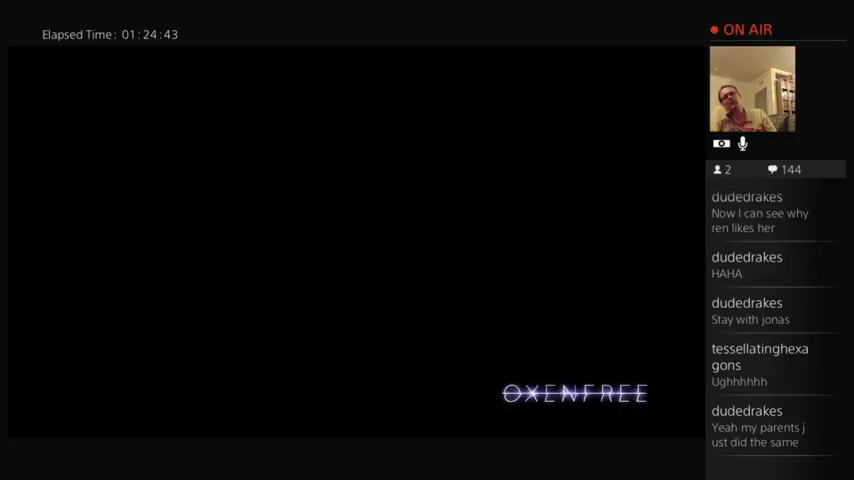 Elapsed Time: 01:24:43
ON AIR
2
144
dudedrakes
Now I can see why
ren likes her
dudedrakes
HAHA
dudedrakes
Stay with jonas
tessellatinghexa
gons
Ughhhhhh
dudedrakes
Yeah my parents j
ust did the same
OXENFREE